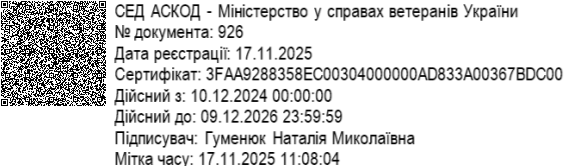 СЕД АСКОД - Міністерство у справах ветеранів України
№ документа: 926
Дата реєстрації: 17.11.2025
Сертифікат: 3FAA9288358EC00304000000AD833A00367BDC00
Дійсний з: 10.12.2024 00:00:00
Дійсний до: 09.12.2026 23:59:59
Підписувач: Гуменюк Наталія Миколаївна
Мітка часу: 17.11.2025 11:08:04